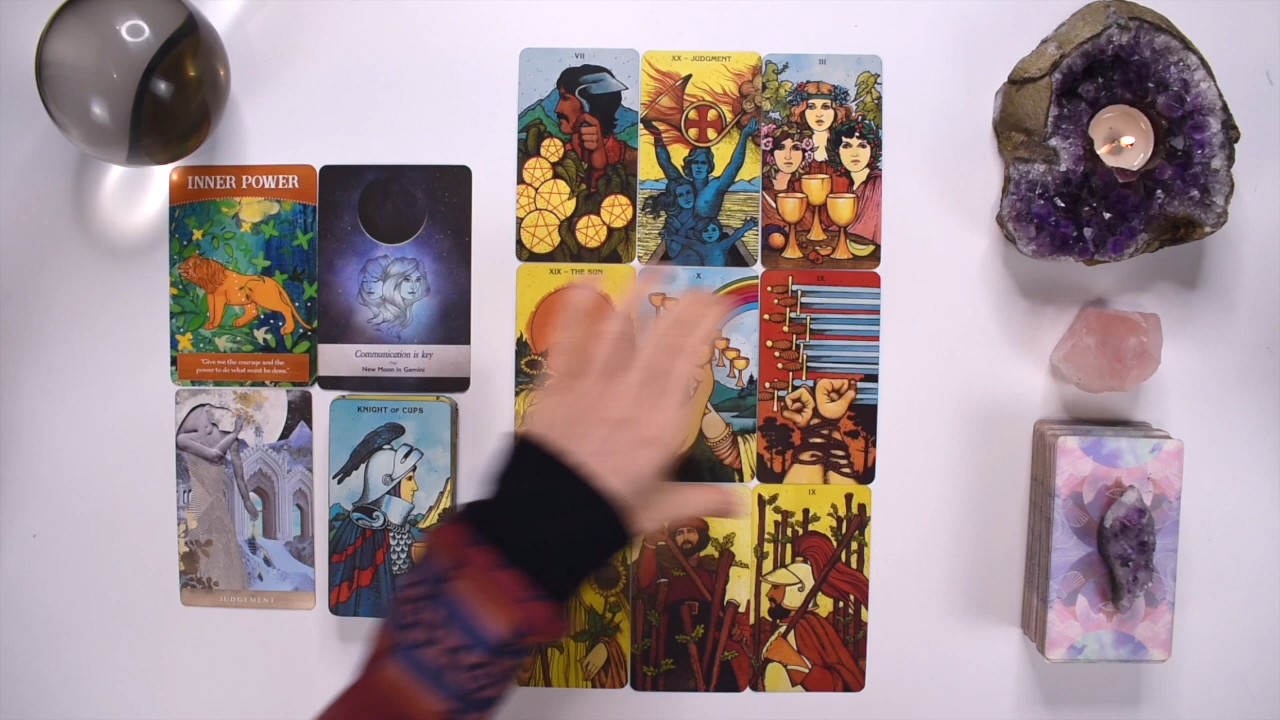 INNER POWER
"Give me the courage and the
power to do what must be done."
Communication is key
New Moon in Gemini
JUDGEMENT
KNIGHT OF CUPS
VII
XX – JUDGMENT
III
XIX – THE SUN
X
IX
IX